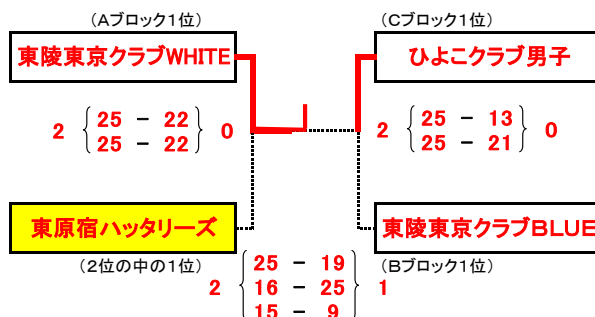 (Aブロック1位) (Cブロック1位)
東陵東京クラブWHITE ひよこクラブ男子
2 25 - 22 0 2 25 - 13 0
25 - 22 25 - 21
東原宿ハッタリーズ 東陵東京クラブBLUE
(2位の中の1位) (Bブロック1位)
2 25 - 19 1
16 - 25
15 - 9